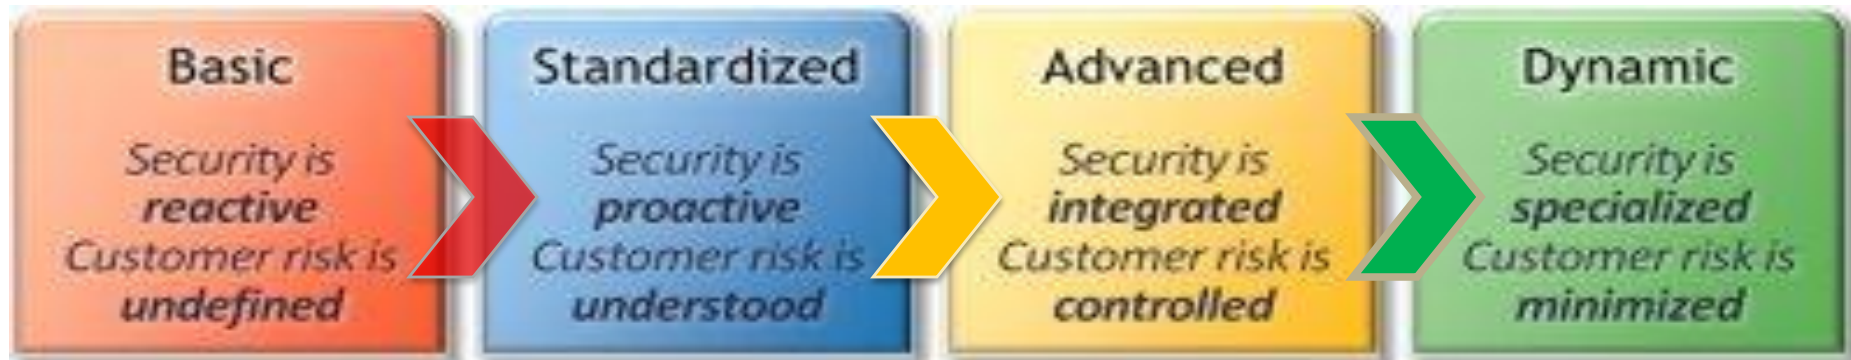 Basic
Security is
reactive
Customer risk is
undefined
Standardized
Security is
proactive
Customer risk is
understood
Advanced
Security is
integrated
Customer risk is
controlled
Dynamic
Security is
specialized
Customer risk is
minimized